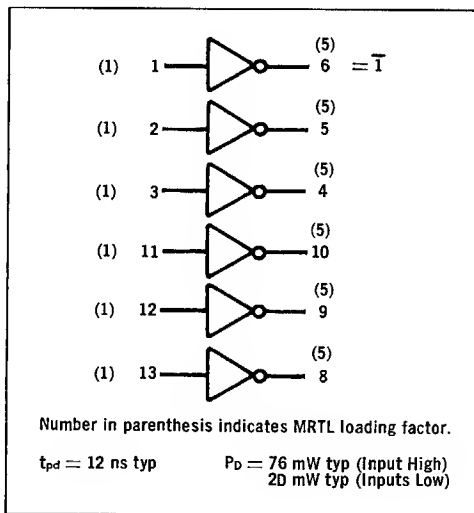 (5)
(1) 1 6 = 1̅
(5)
(1) 2 5
(5)
(1) 3 4
(5)
(1) 11 10
(5)
(1) 12 9
(5)
(1) 13 8
Number in parenthesis indicates MRTL loading factor.
tpd = 12 ns typ PD = 76 mW typ (Input High)
2D mW typ (Inputs Low)